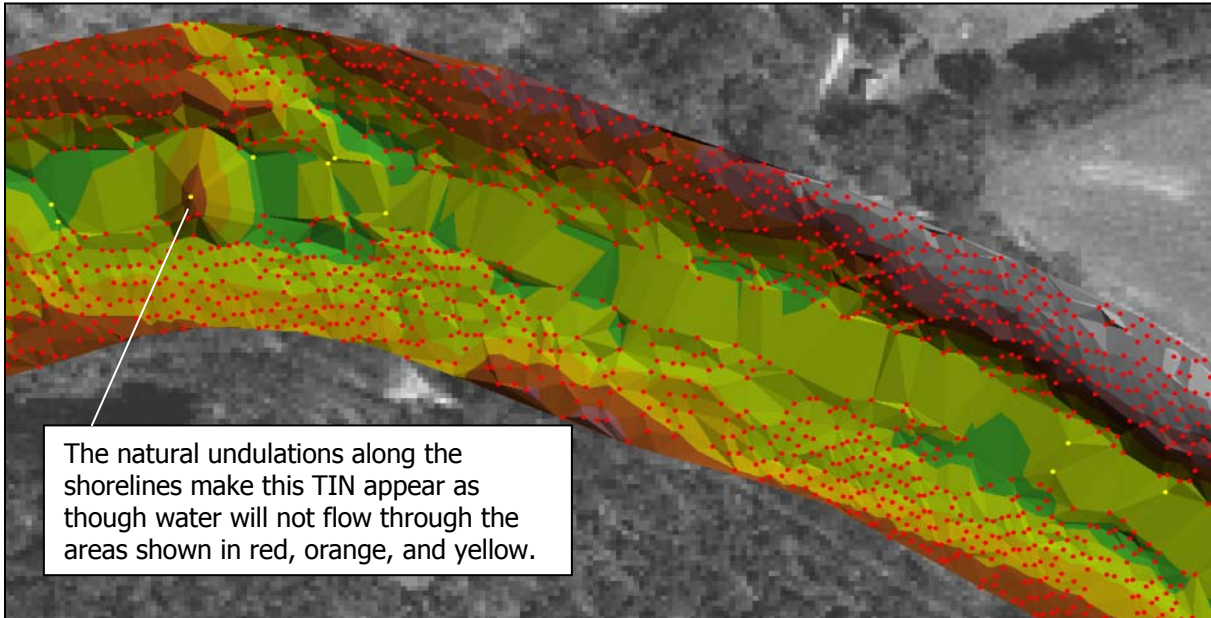 The natural undulations along the
shorelines make this TIN appear as
though water will not flow through the
areas shown in red, orange, and yellow.